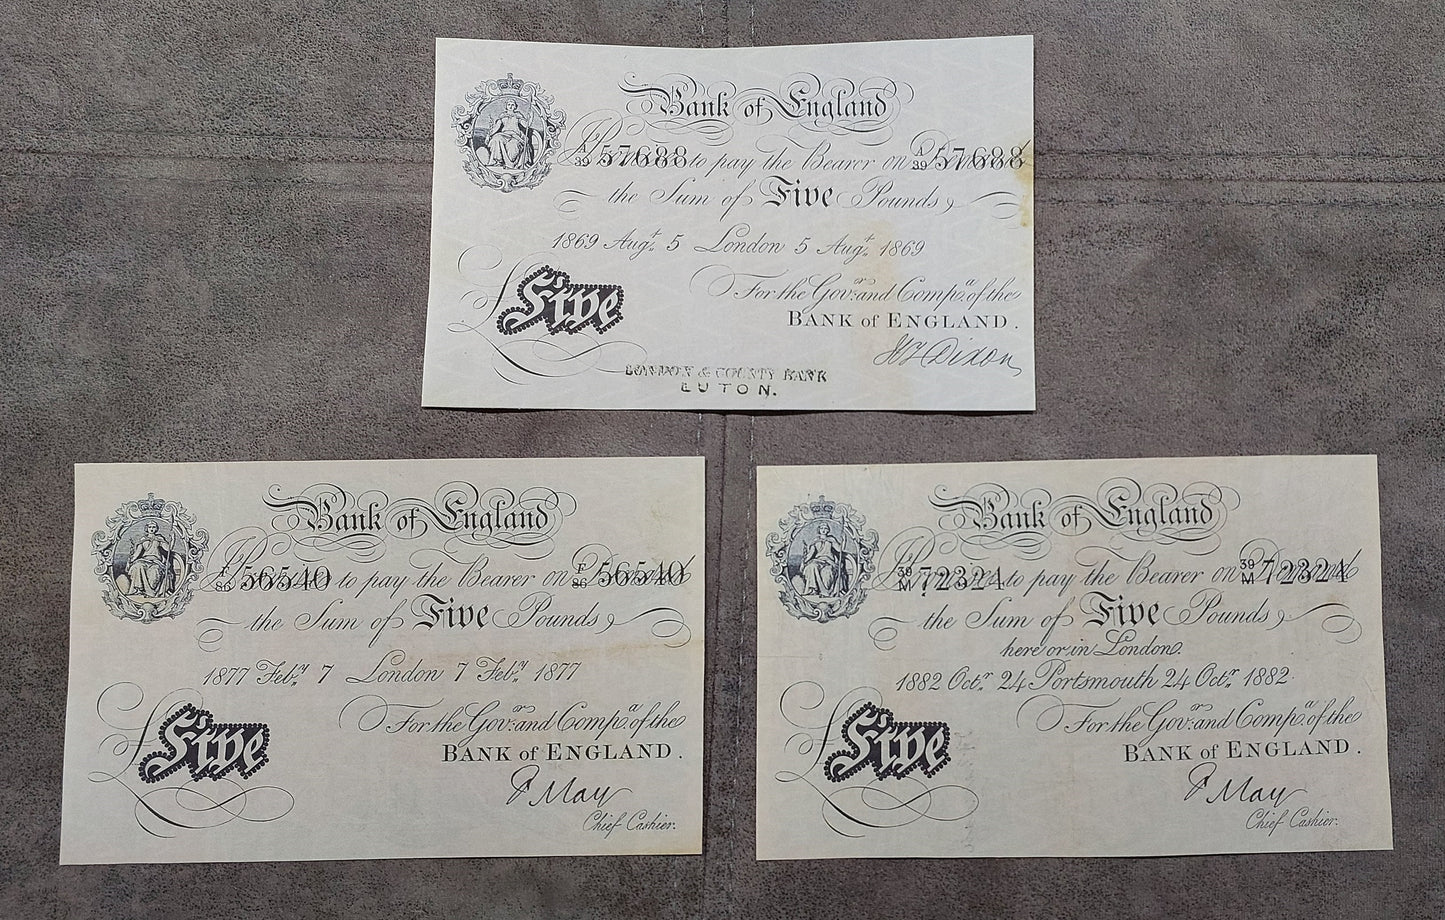 Bank of England
A/39 57688 to pay the Bearer on A/39 57688
the Sum of Five Pounds
1869 Augt. 5 London 5 Augt. 1869
For the Govr. and Compa. of the
BANK of ENGLAND.
Five
LONDON & COUNTY BANK
LUTON.
Bank of England
F/86 56540 to pay the Bearer on F/86 56540
the Sum of Five Pounds
1877 Feby. 7 London 7 Feby. 1877
For the Govr. and Compa. of the
BANK of ENGLAND.
Five
F May
Chief Cashier.
Bank of England
39/M 72324 to pay the Bearer on 39/M 72324
the Sum of Five Pounds
here or in London.
1882 Octr. 24 Portsmouth 24 Octr. 1882
For the Govr. and Compa. of the
BANK of ENGLAND.
Five
F May
Chief Cashier.